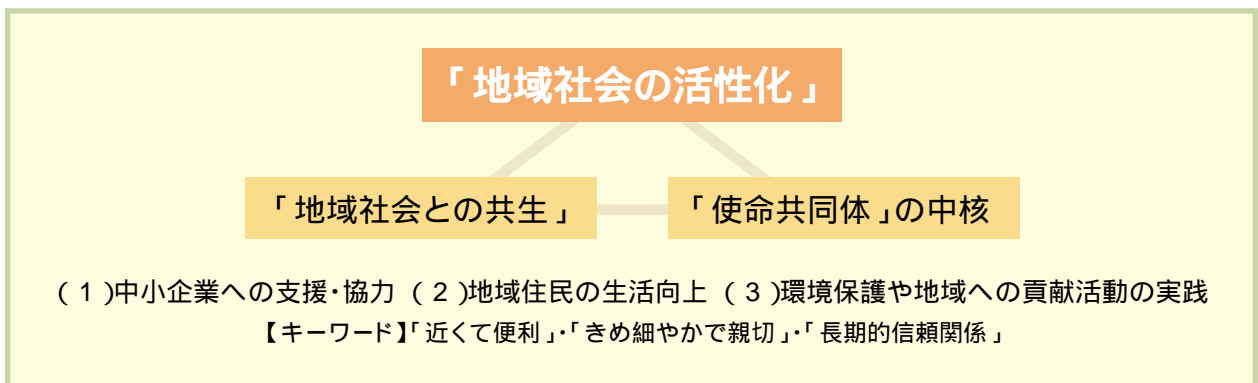 「地域社会の活性化」
「地域社会との共生」
「使命共同体」の中核
(1)中小企業への支援・協力 (2)地域住民の生活向上 (3)環境保護や地域への貢献活動の実践
【キーワード】「近くて便利」・「きめ細やかで親切」・「長期的信頼関係」